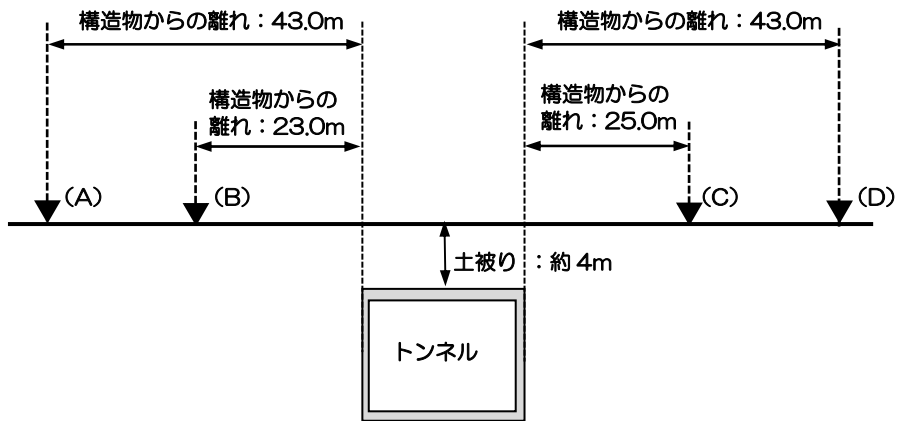 構造物からの離れ：43.0m
構造物からの離れ：43.0m
構造物からの
離れ：23.0m
構造物からの
離れ：25.0m
(A)
(B)
(C)
(D)
土被り ：約 4m
トンネル